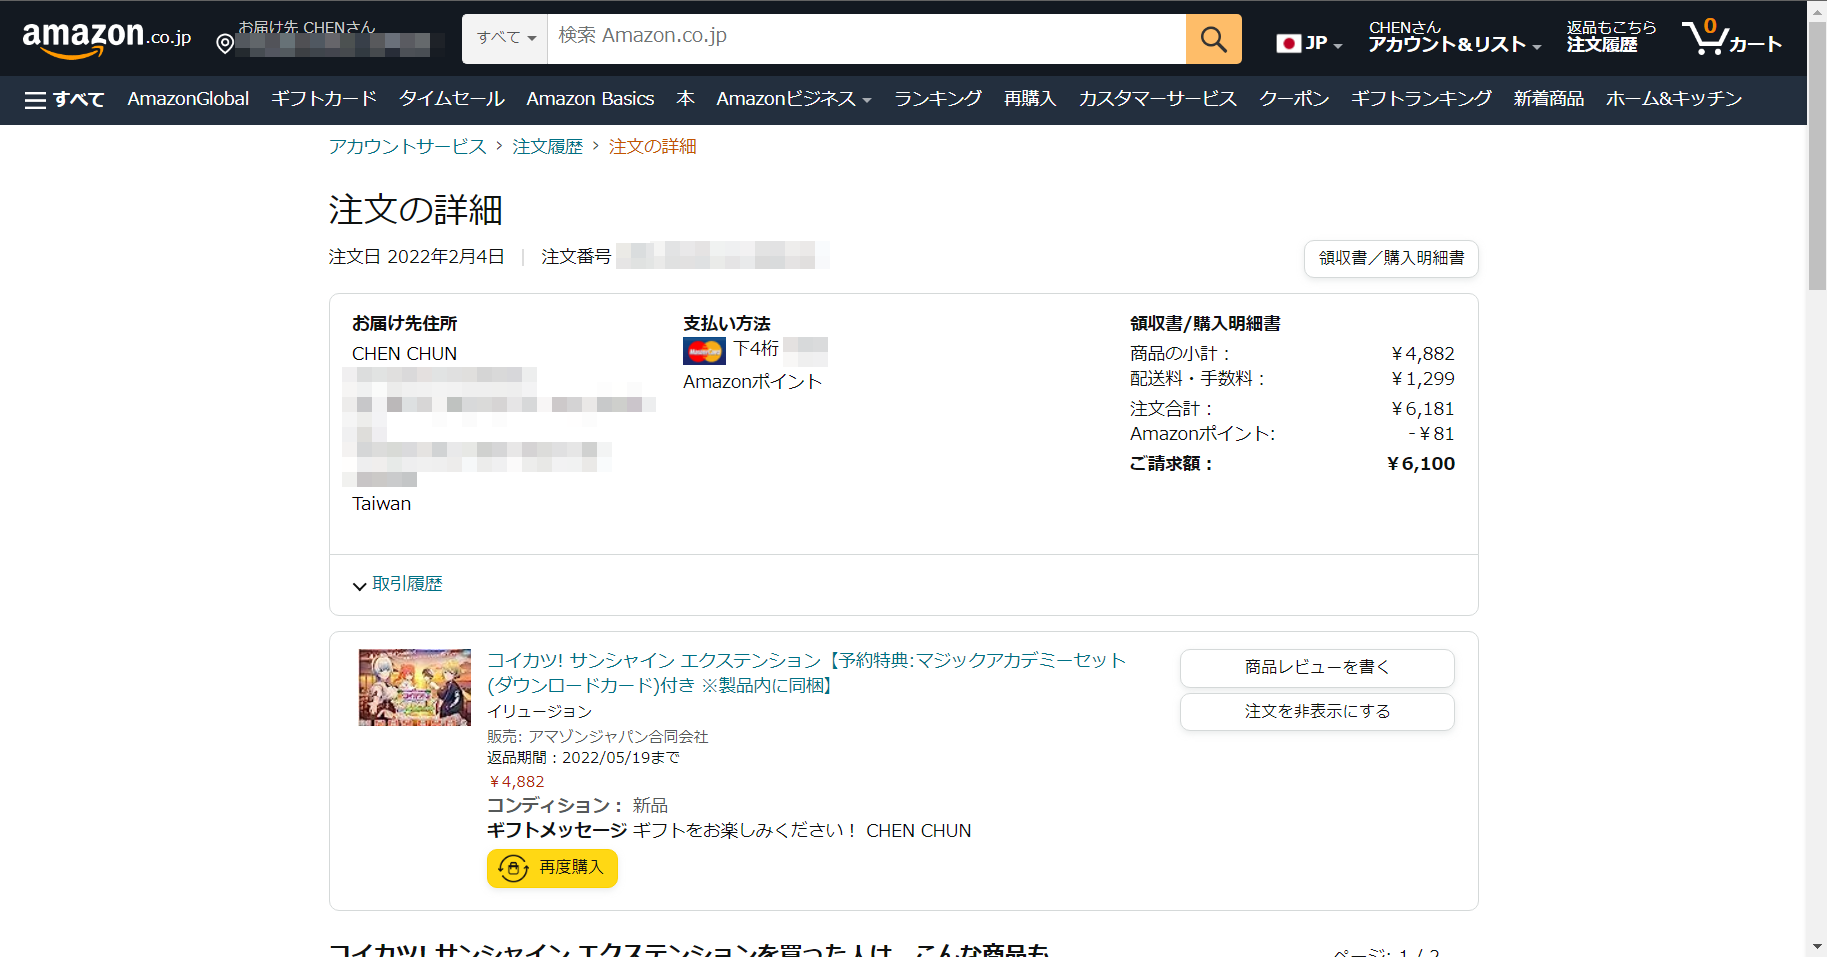 amazon.co.jp
お届け先 CHENさん
すべて
検索 Amazon.co.jp
JP
CHENさん
アカウント&リスト
返品もこちら
注文履歴
0
カート
すべて AmazonGlobal ギフトカード タイムセール Amazon Basics 本 Amazonビジネス ランキング 再購入 カスタマーサービス クーポン ギフトランキング 新着商品 ホーム&キッチン
アカウントサービス › 注文履歴 › 注文の詳細
注文の詳細
注文日 2022年2月4日 | 注文番号
領収書／購入明細書
お届け先住所
CHEN CHUN
Taiwan
支払い方法
MasterCard 下4桁
Amazonポイント
領収書/購入明細書
商品の小計： ￥4,882
配送料・手数料： ￥1,299
注文合計： ￥6,181
Amazonポイント: -￥81
ご請求額： ￥6,100
取引履歴
コイカツ! サンシャイン エクステンション【予約特典:マジックアカデミーセット
(ダウンロードカード)付き ※製品内に同梱】
イリュージョン
販売: アマゾンジャパン合同会社
返品期間：2022/05/19まで
￥4,882
コンディション： 新品
ギフトメッセージ ギフトをお楽しみください！ CHEN CHUN
再度購入
商品レビューを書く
注文を非表示にする
コイカツ! サンシャイン エクステンションを買った人は、こんな商品も
ページ: 1 / 2